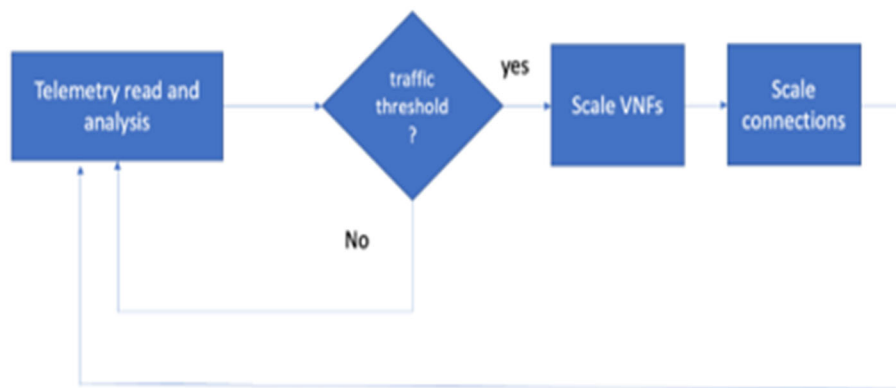 Telemetry read and
analysis
traffic
threshold
?
yes
Scale VNFs
Scale
connections
No